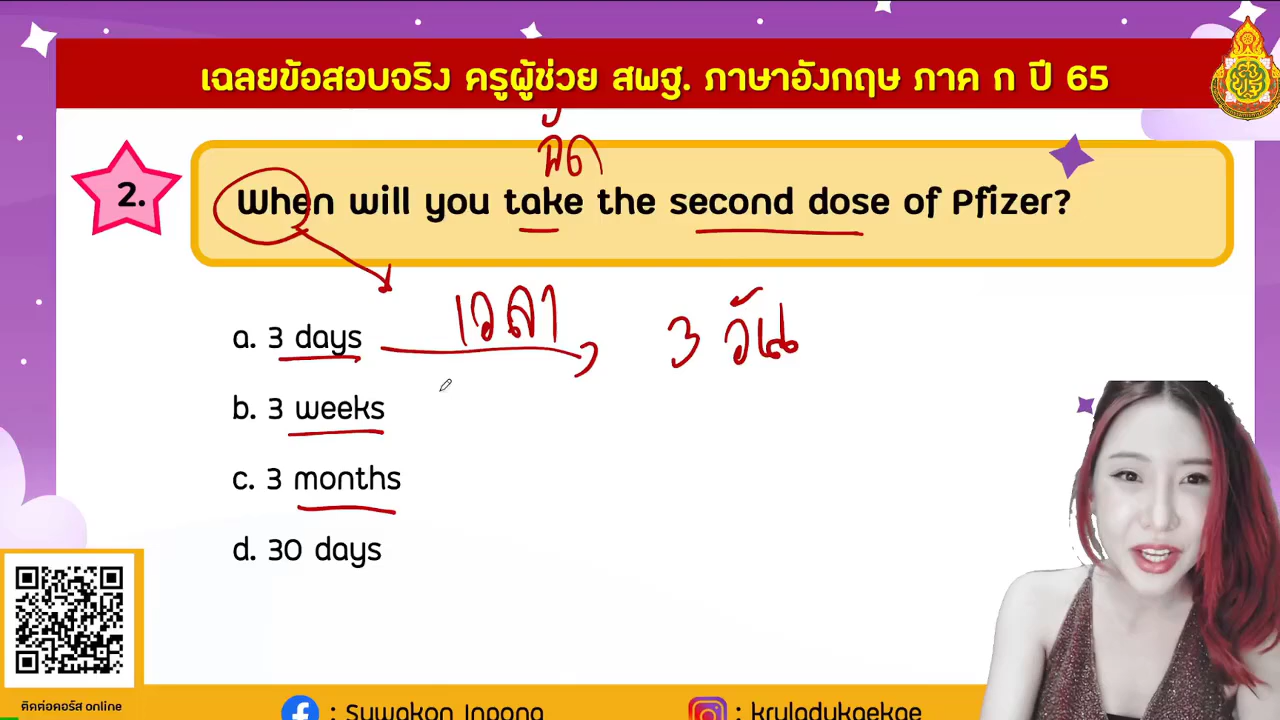 เฉลยข้อสอบจริง ครูผู้ช่วย สพฐ. ภาษาอังกฤษ ภาค ก ปี 65
ฉีด
2. When will you take the second dose of Pfizer?
เวลา
a. 3 days
3 วัน
b. 3 weeks
c. 3 months
d. 30 days
ติดต่อคอร์ส online
: Suwakon Inpong
: kruladykaekae